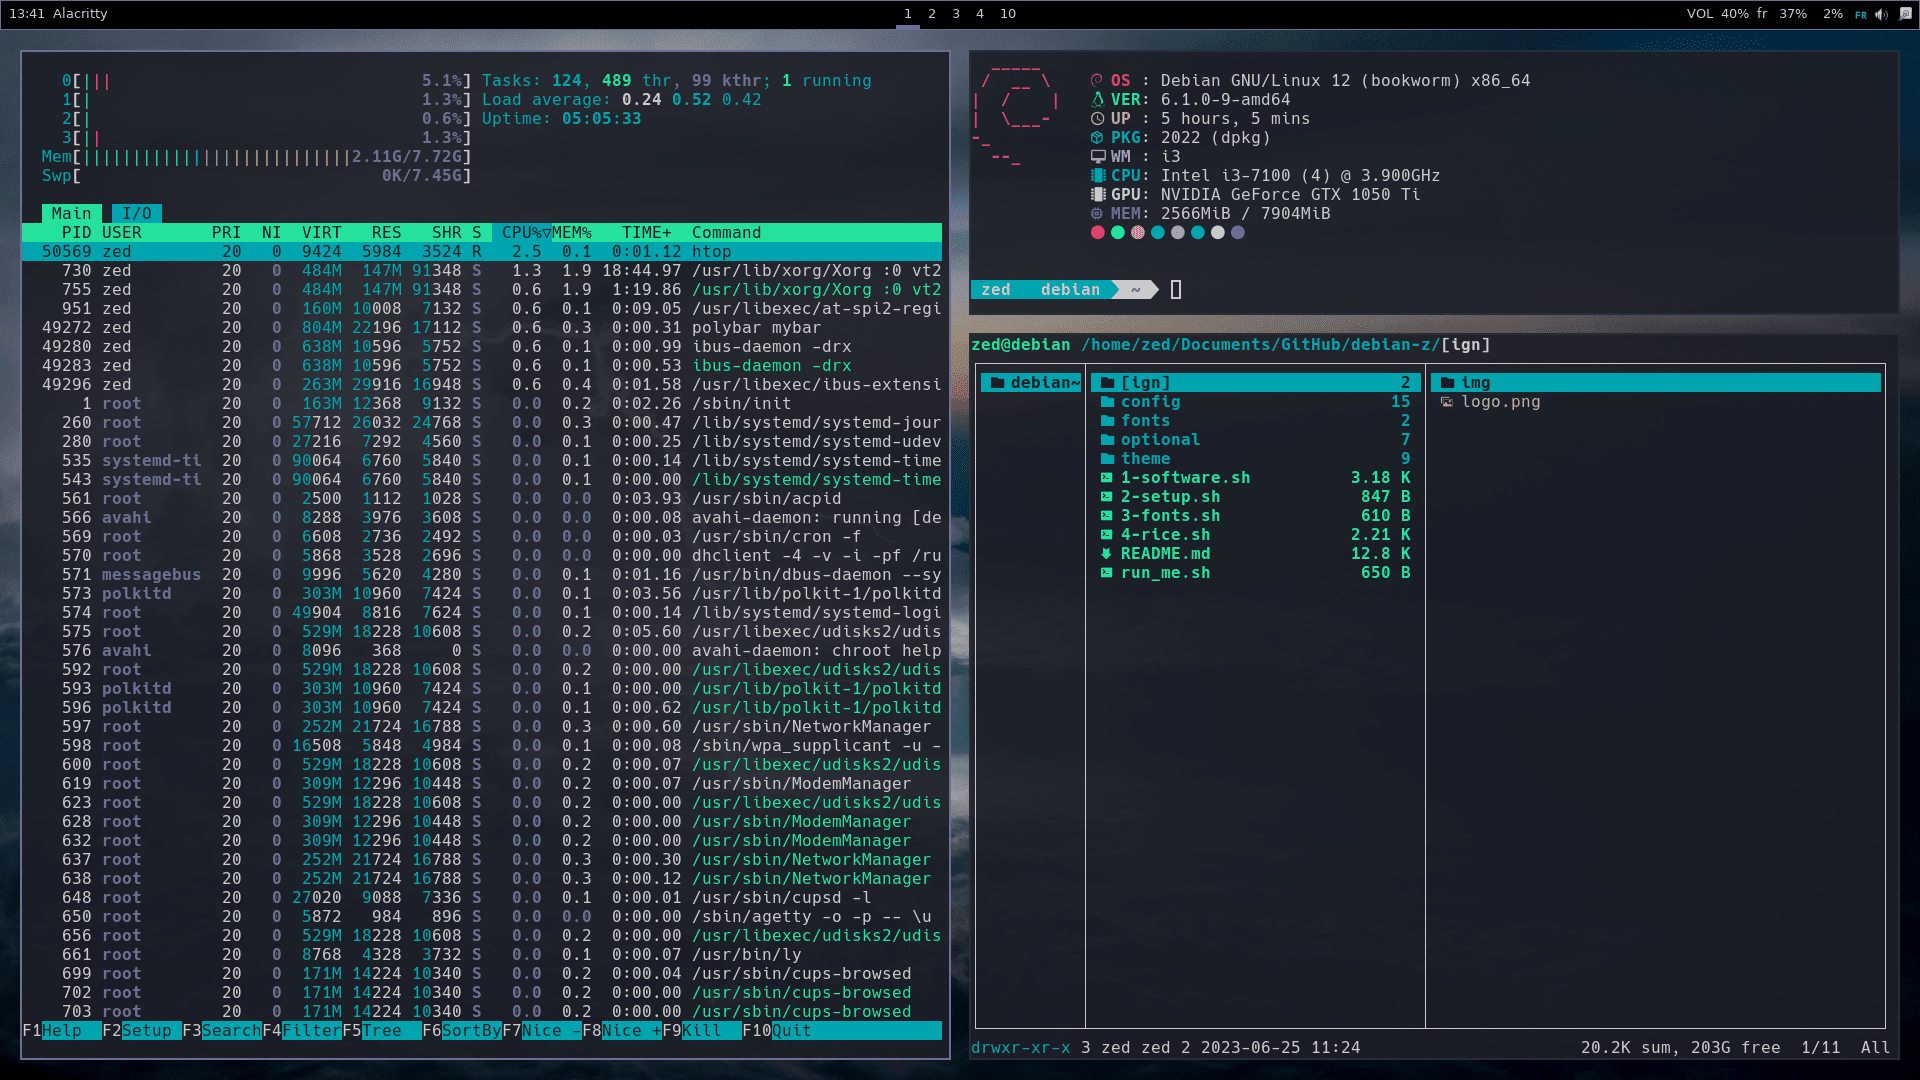 13:41 Alacritty
1 2 3 4 10
VOL 40% fr 37% 2% FR
0[||| 5.1%] Tasks: 124, 489 thr, 99 kthr; 1 running
1[| 1.3%] Load average: 0.24 0.52 0.42
2[| 0.6%] Uptime: 05:05:33
3[|| 1.3%]
Mem[|||||||||||||||||||||||||||2.11G/7.72G]
Swp[ 0K/7.45G]
Main I/O
PID USER PRI NI VIRT RES SHR S CPU%▽MEM% TIME+ Command
50569 zed 20 0 9424 5984 3524 R 2.5 0.1 0:01.12 htop
730 zed 20 0 484M 147M 91348 S 1.3 1.9 18:44.97 /usr/lib/xorg/Xorg :0 vt2
755 zed 20 0 484M 147M 91348 S 0.6 1.9 1:19.86 /usr/lib/xorg/Xorg :0 vt2
951 zed 20 0 160M 10008 7132 S 0.6 0.1 0:09.05 /usr/libexec/at-spi2-regi
49272 zed 20 0 804M 22196 17112 S 0.6 0.3 0:00.31 polybar mybar
49280 zed 20 0 638M 10596 5752 S 0.6 0.1 0:00.99 ibus-daemon -drx
49283 zed 20 0 638M 10596 5752 S 0.6 0.1 0:00.53 ibus-daemon -drx
49296 zed 20 0 263M 29916 16948 S 0.6 0.4 0:01.58 /usr/libexec/ibus-extensi
1 root 20 0 163M 12368 9132 S 0.0 0.2 0:02.26 /sbin/init
260 root 20 0 57712 26032 24768 S 0.0 0.3 0:00.47 /lib/systemd/systemd-jour
280 root 20 0 27216 7292 4560 S 0.0 0.1 0:00.25 /lib/systemd/systemd-udev
535 systemd-ti 20 0 90064 6760 5840 S 0.0 0.1 0:00.14 /lib/systemd/systemd-time
543 systemd-ti 20 0 90064 6760 5840 S 0.0 0.1 0:00.00 /lib/systemd/systemd-time
561 root 20 0 2500 1112 1028 S 0.0 0.0 0:03.93 /usr/sbin/acpid
566 avahi 20 0 8288 3976 3608 S 0.0 0.0 0:00.08 avahi-daemon: running [de
569 root 20 0 6608 2736 2492 S 0.0 0.0 0:00.03 /usr/sbin/cron -f
570 root 20 0 5868 3528 2696 S 0.0 0.0 0:00.00 dhclient -4 -v -i -pf /ru
571 messagebus 20 0 9996 5620 4280 S 0.0 0.1 0:01.16 /usr/bin/dbus-daemon --sy
573 polkitd 20 0 303M 10960 7424 S 0.0 0.1 0:03.56 /usr/lib/polkit-1/polkitd
574 root 20 0 49904 8816 7624 S 0.0 0.1 0:00.14 /lib/systemd/systemd-logi
575 root 20 0 529M 18228 10608 S 0.0 0.2 0:05.60 /usr/libexec/udisks2/udis
576 avahi 20 0 8096 368 0 S 0.0 0.0 0:00.00 avahi-daemon: chroot help
592 root 20 0 529M 18228 10608 S 0.0 0.2 0:00.00 /usr/libexec/udisks2/udis
593 polkitd 20 0 303M 10960 7424 S 0.0 0.1 0:00.00 /usr/lib/polkit-1/polkitd
596 polkitd 20 0 303M 10960 7424 S 0.0 0.1 0:00.62 /usr/lib/polkit-1/polkitd
597 root 20 0 252M 21724 16788 S 0.0 0.3 0:00.60 /usr/sbin/NetworkManager
598 root 20 0 16508 5848 4984 S 0.0 0.1 0:00.08 /sbin/wpa_supplicant -u -
600 root 20 0 529M 18228 10608 S 0.0 0.2 0:00.07 /usr/libexec/udisks2/udis
619 root 20 0 309M 12296 10448 S 0.0 0.2 0:00.07 /usr/sbin/ModemManager
623 root 20 0 529M 18228 10608 S 0.0 0.2 0:00.00 /usr/libexec/udisks2/udis
628 root 20 0 309M 12296 10448 S 0.0 0.2 0:00.00 /usr/sbin/ModemManager
632 root 20 0 309M 12296 10448 S 0.0 0.2 0:00.00 /usr/sbin/ModemManager
637 root 20 0 252M 21724 16788 S 0.0 0.3 0:00.30 /usr/sbin/NetworkManager
638 root 20 0 252M 21724 16788 S 0.0 0.3 0:00.12 /usr/sbin/NetworkManager
648 root 20 0 27020 9088 7336 S 0.0 0.1 0:00.01 /usr/sbin/cupsd -l
650 root 20 0 5872 984 896 S 0.0 0.0 0:00.00 /sbin/agetty -o -p -- \u
656 root 20 0 529M 18228 10608 S 0.0 0.2 0:00.00 /usr/libexec/udisks2/udis
661 root 20 0 8768 4328 3732 S 0.0 0.1 0:00.07 /usr/bin/ly
699 root 20 0 171M 14224 10340 S 0.0 0.2 0:00.04 /usr/sbin/cups-browsed
702 root 20 0 171M 14224 10340 S 0.0 0.2 0:00.00 /usr/sbin/cups-browsed
703 root 20 0 171M 14224 10340 S 0.0 0.2 0:00.00 /usr/sbin/cups-browsed
F1Help F2Setup F3SearchF4FilterF5Tree F6SortByF7Nice -F8Nice +F9Kill F10Quit
OS : Debian GNU/Linux 12 (bookworm) x86_64
VER: 6.1.0-9-amd64
UP : 5 hours, 5 mins
PKG: 2022 (dpkg)
WM : i3
CPU: Intel i3-7100 (4) @ 3.900GHz
GPU: NVIDIA GeForce GTX 1050 Ti
MEM: 2566MiB / 7904MiB
zed debian ~
zed@debian /home/zed/Documents/GitHub/debian-z/[ign]
debian~ [ign] 2 img
config 15 logo.png
fonts 2
optional 7
theme 9
1-software.sh 3.18 K
2-setup.sh 847 B
3-fonts.sh 610 B
4-rice.sh 2.21 K
README.md 12.8 K
run_me.sh 650 B
drwxr-xr-x 3 zed zed 2 2023-06-25 11:24 20.2K sum, 203G free 1/11 All